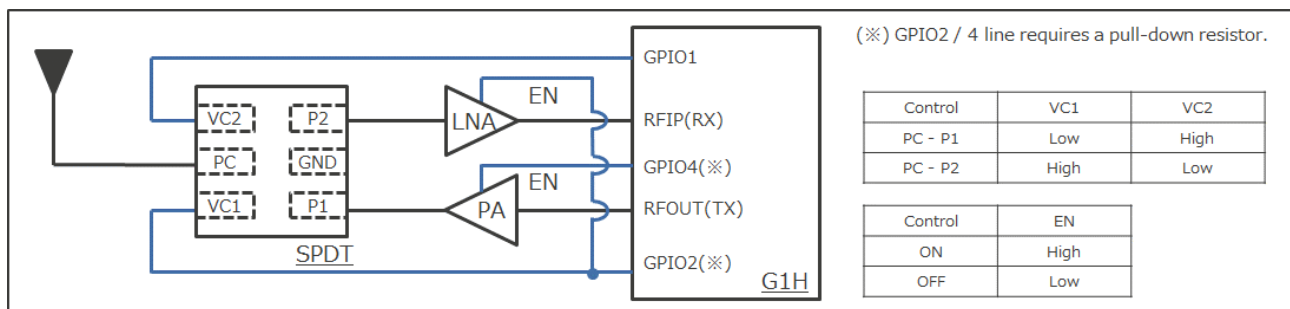 GPIO1
EN
VC2
P2
LNA
RFIP(RX)
PC
GND
GPIO4(※)
EN
VC1
P1
PA
RFOUT(TX)
SPDT
GPIO2(※)
G1H
(※) GPIO2 / 4 line requires a pull-down resistor.
Control VC1 VC2
PC - P1 Low High
PC - P2 High Low
Control EN
ON High
OFF Low